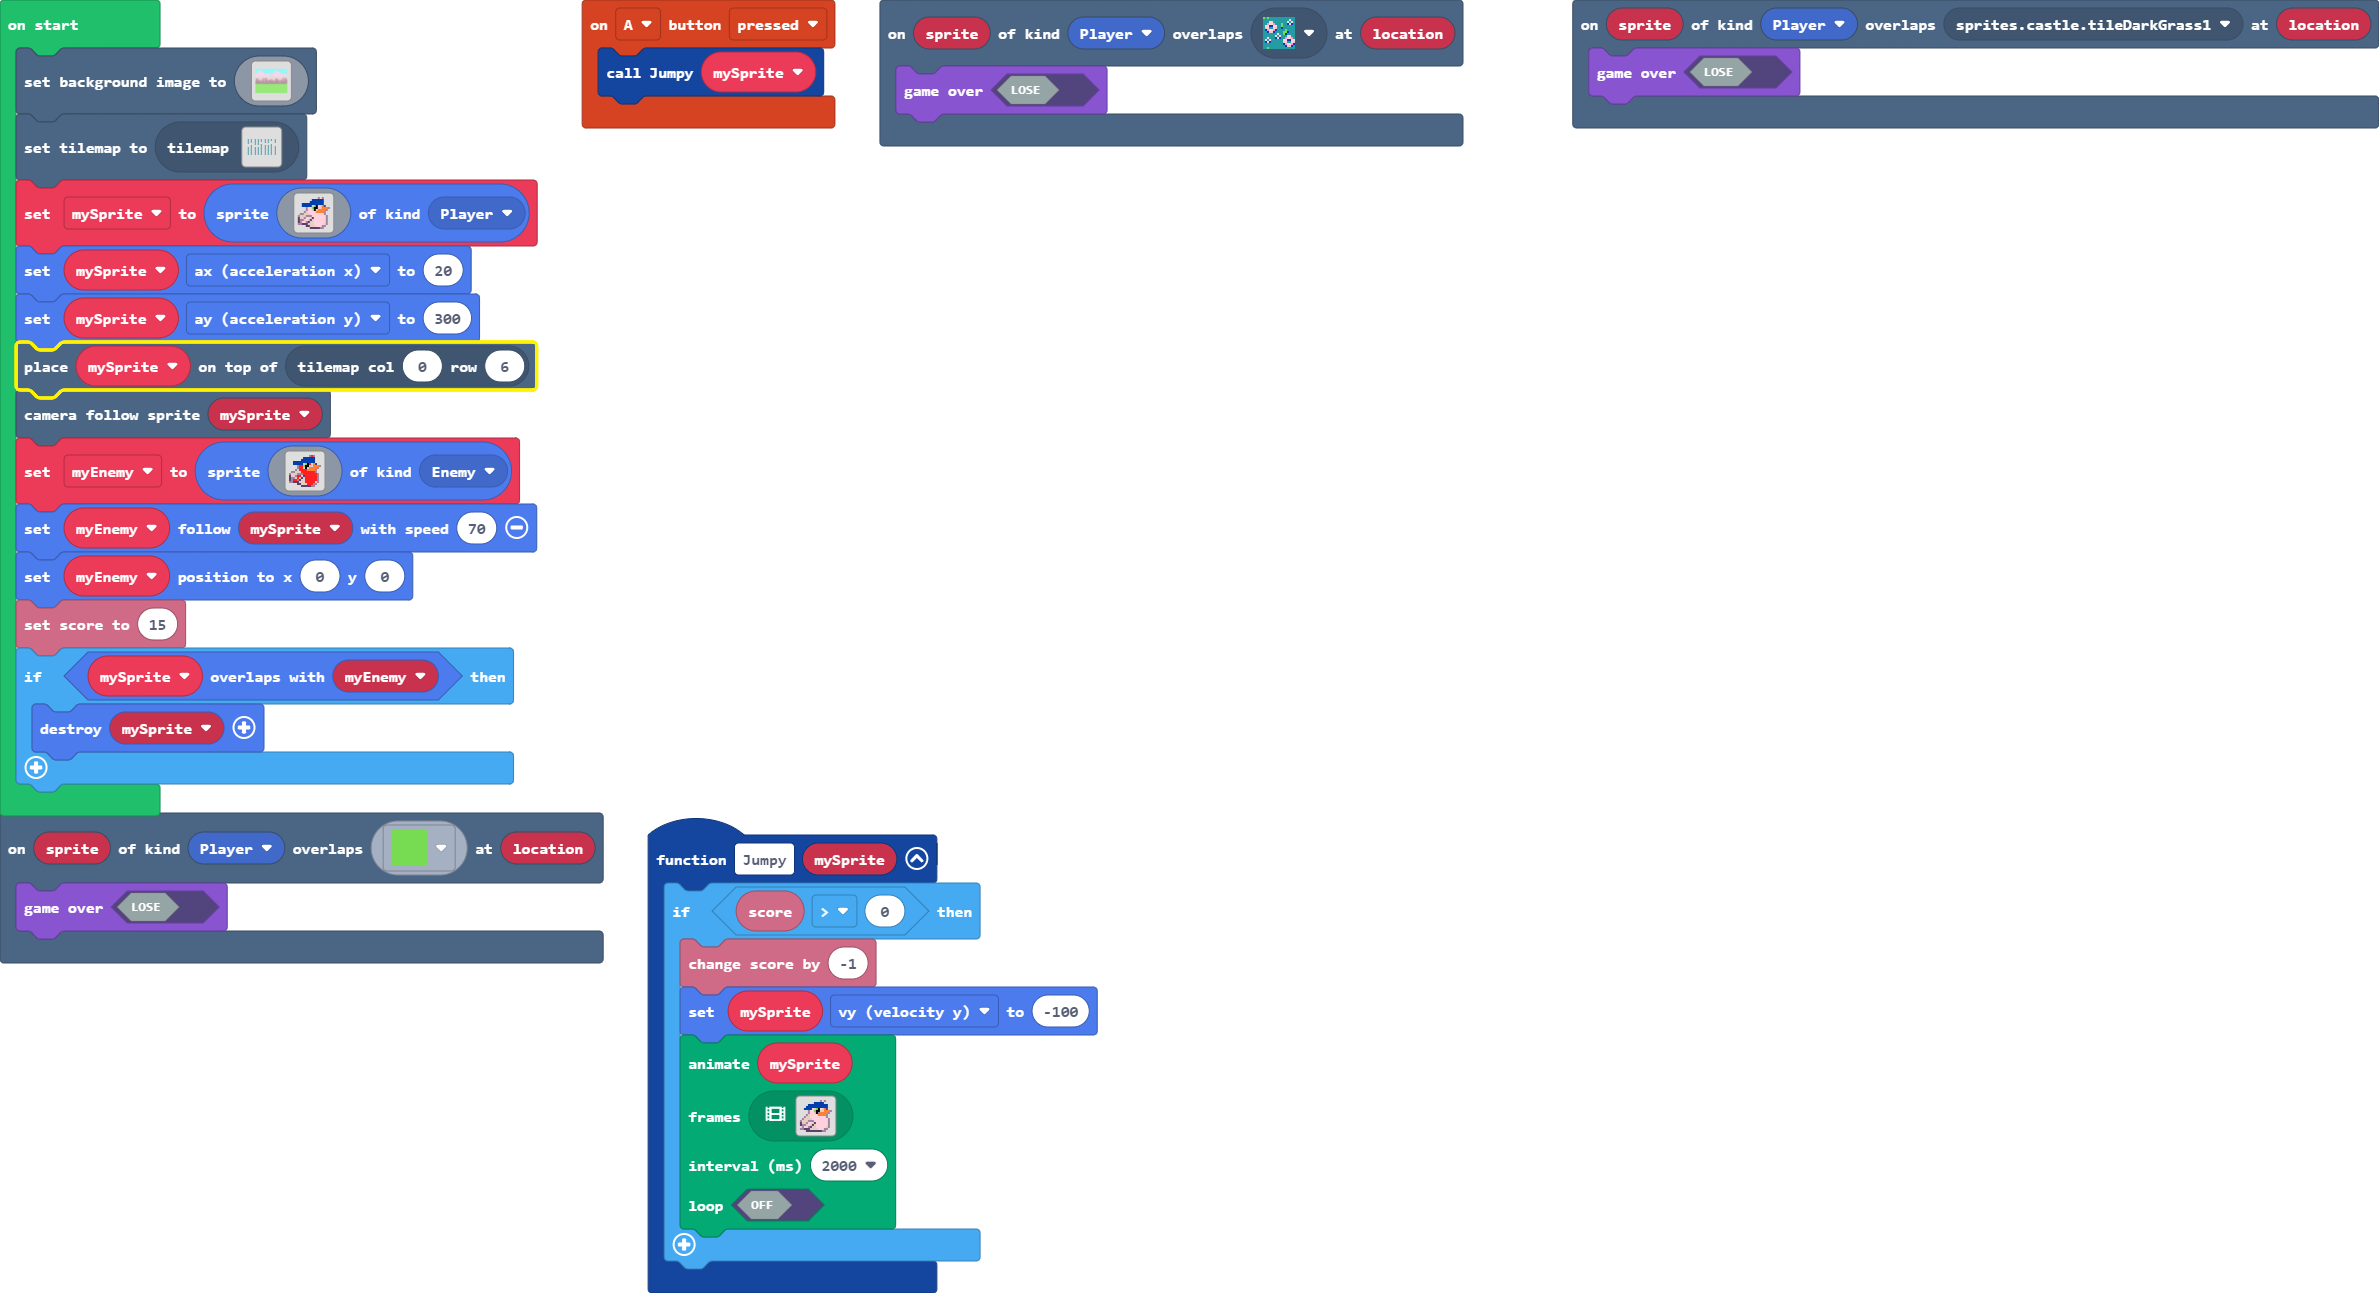 on start
set background image to
set tilemap to tilemap
set mySprite to sprite of kind Player
set mySprite ax (acceleration x) to 20
set mySprite ay (acceleration y) to 300
place mySprite on top of tilemap col 0 row 6
camera follow sprite mySprite
set myEnemy to sprite of kind Enemy
set myEnemy follow mySprite with speed 70
set myEnemy position to x 0 y 0
set score to 15
if mySprite overlaps with myEnemy then
destroy mySprite
on A button pressed
call Jumpy mySprite
on sprite of kind Player overlaps at location
game over LOSE
on sprite of kind Player overlaps sprites.castle.tileDarkGrass1 at location
game over LOSE
on sprite of kind Player overlaps at location
game over LOSE
function Jumpy mySprite
if score > 0 then
change score by -1
set mySprite vy (velocity y) to -100
animate mySprite
frames
interval (ms) 2000
loop OFF